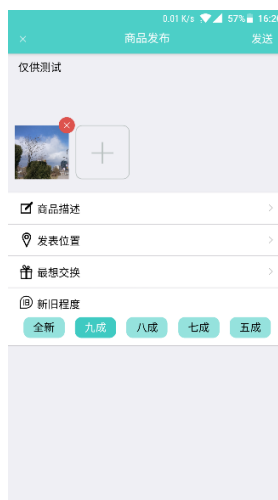 0.01 K/s 57% 16:26
× 商品发布 发送
仅供测试
商品描述
发表位置
最想交换
新旧程度
全新 九成 八成 七成 五成